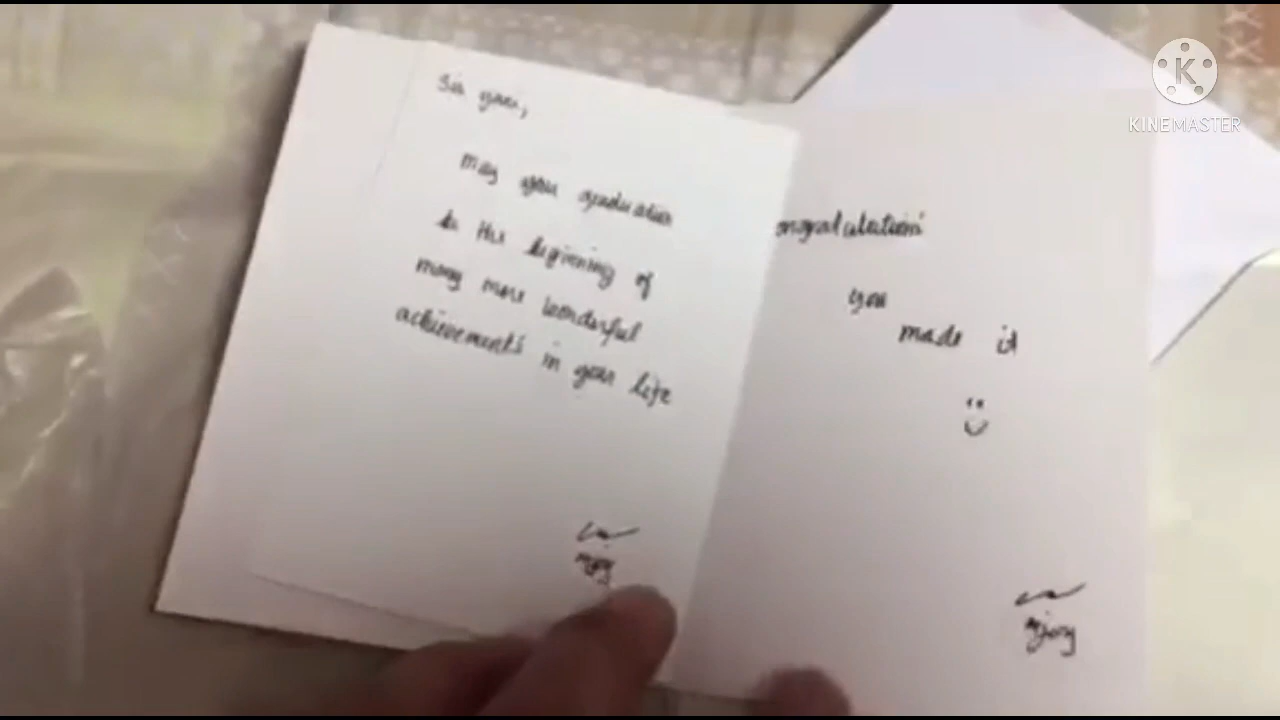 May you graduation
be the beginning of
many more wonderful
achievements in your life
ongratulation
you
made it
KINEMASTER